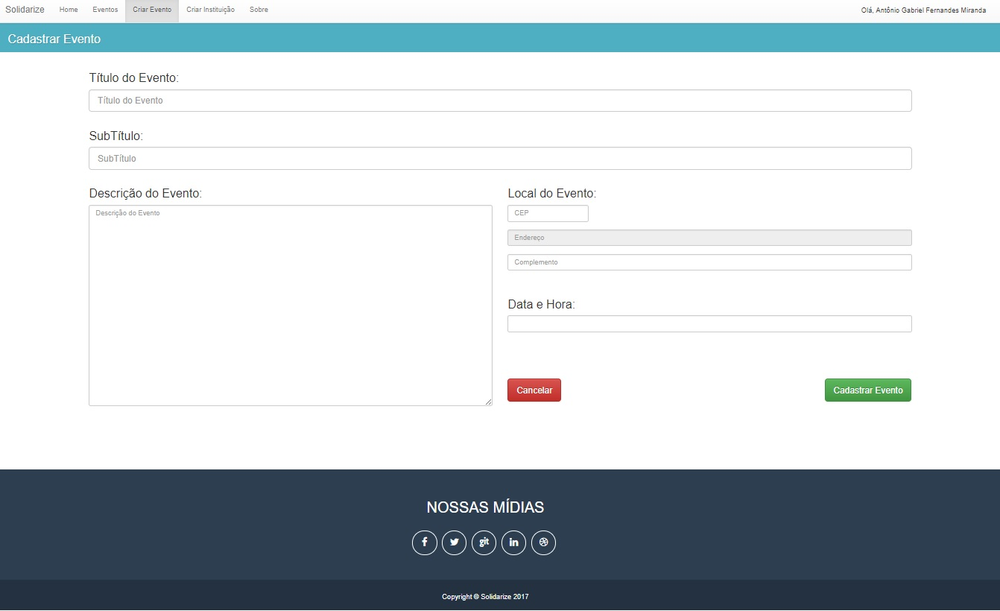 Solidarize Home Eventos Criar Evento Criar Instituição Sobre Olá, Antônio Gabriel Fernandes Miranda
Cadastrar Evento
Título do Evento:
Título do Evento
SubTítulo:
SubTítulo
Descrição do Evento:
Descrição do Evento
Local do Evento:
CEP
Endereço
Complemento
Data e Hora:
Cancelar Cadastrar Evento
NOSSAS MÍDIAS
git
Copyright © Solidarize 2017